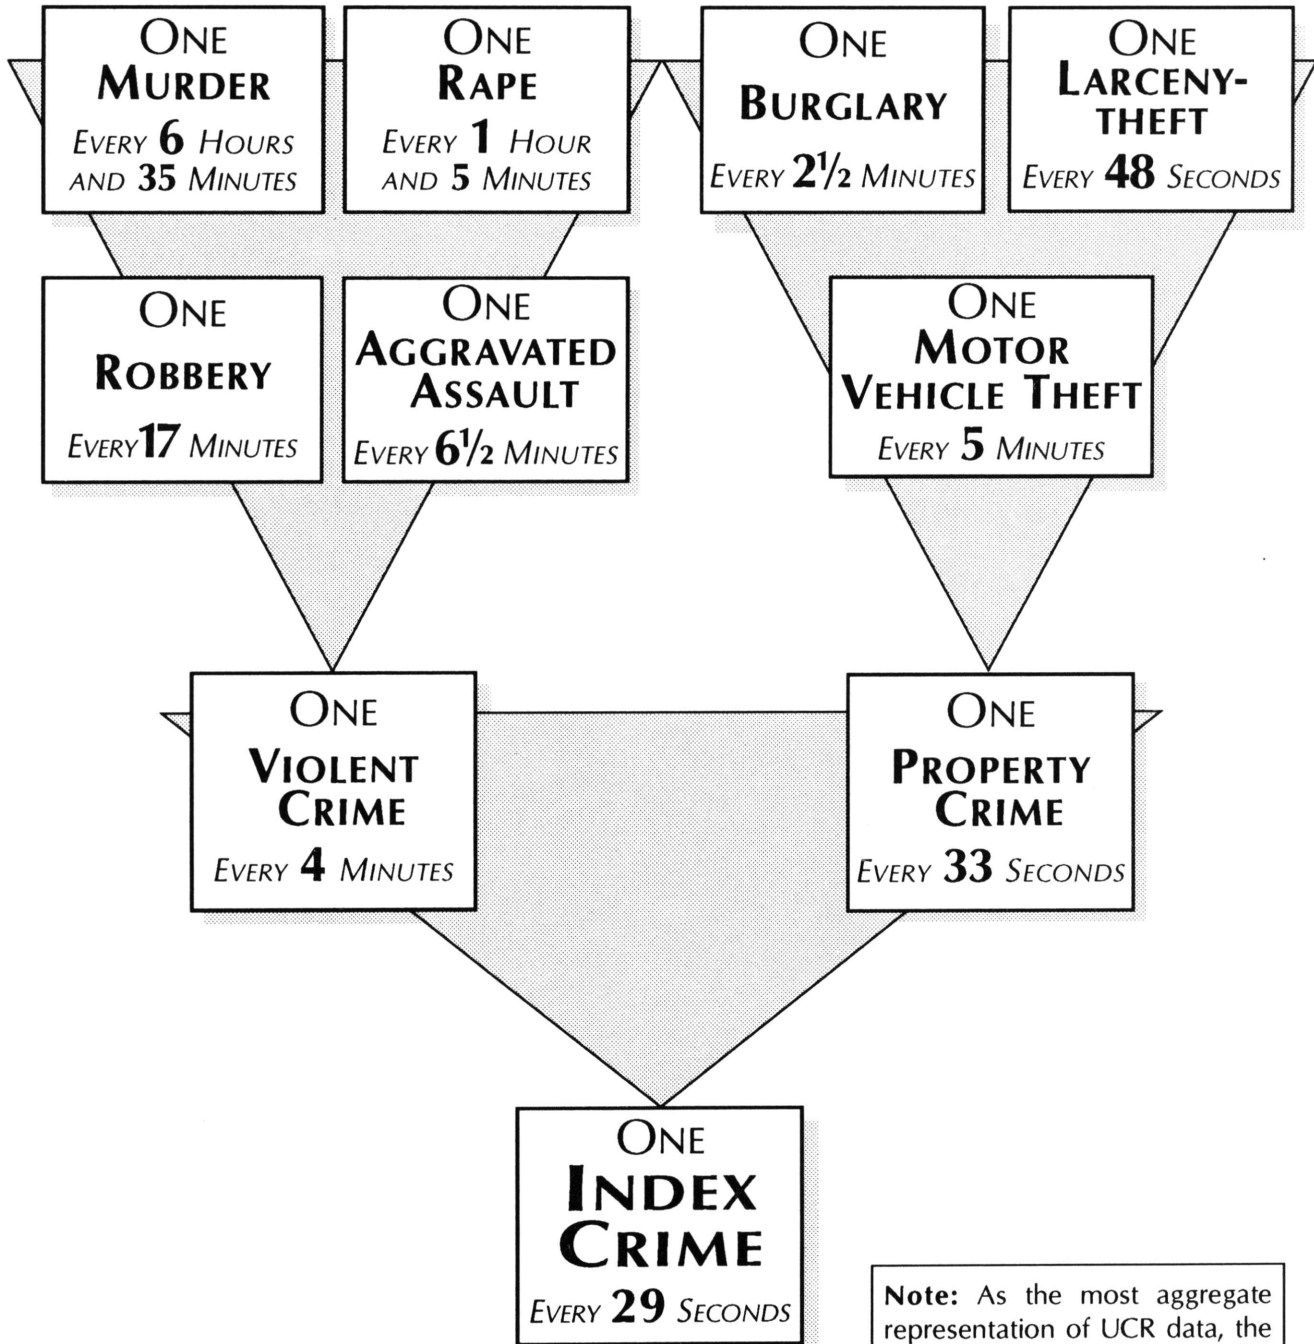 ONE
MURDER
EVERY 6 HOURS
AND 35 MINUTES
ONE
RAPE
EVERY 1 HOUR
AND 5 MINUTES
ONE
BURGLARY
EVERY 2½ MINUTES
ONE
LARCENY-
THEFT
EVERY 48 SECONDS
ONE
ROBBERY
EVERY 17 MINUTES
ONE
AGGRAVATED
ASSAULT
EVERY 6½ MINUTES
ONE
MOTOR
VEHICLE THEFT
EVERY 5 MINUTES
ONE
VIOLENT
CRIME
EVERY 4 MINUTES
ONE
PROPERTY
CRIME
EVERY 33 SECONDS
ONE
INDEX
CRIME
EVERY 29 SECONDS
Note: As the most aggregate
representation of UCR data, the